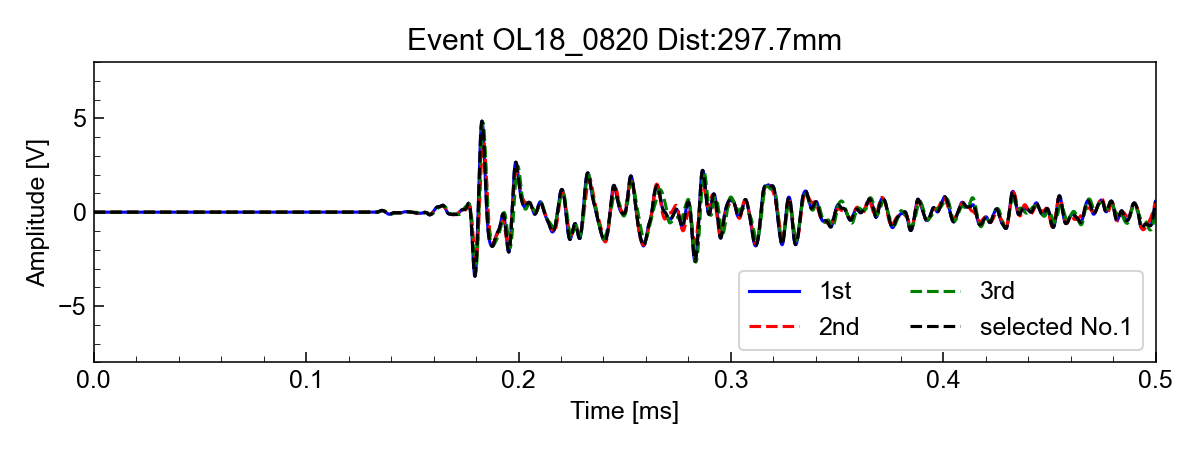 Event OL18_0820 Dist:297.7mm
Amplitude [V]
5
0
−5
1st
2nd
3rd
selected No.1
0.0 0.1 0.2 0.3 0.4 0.5
Time [ms]